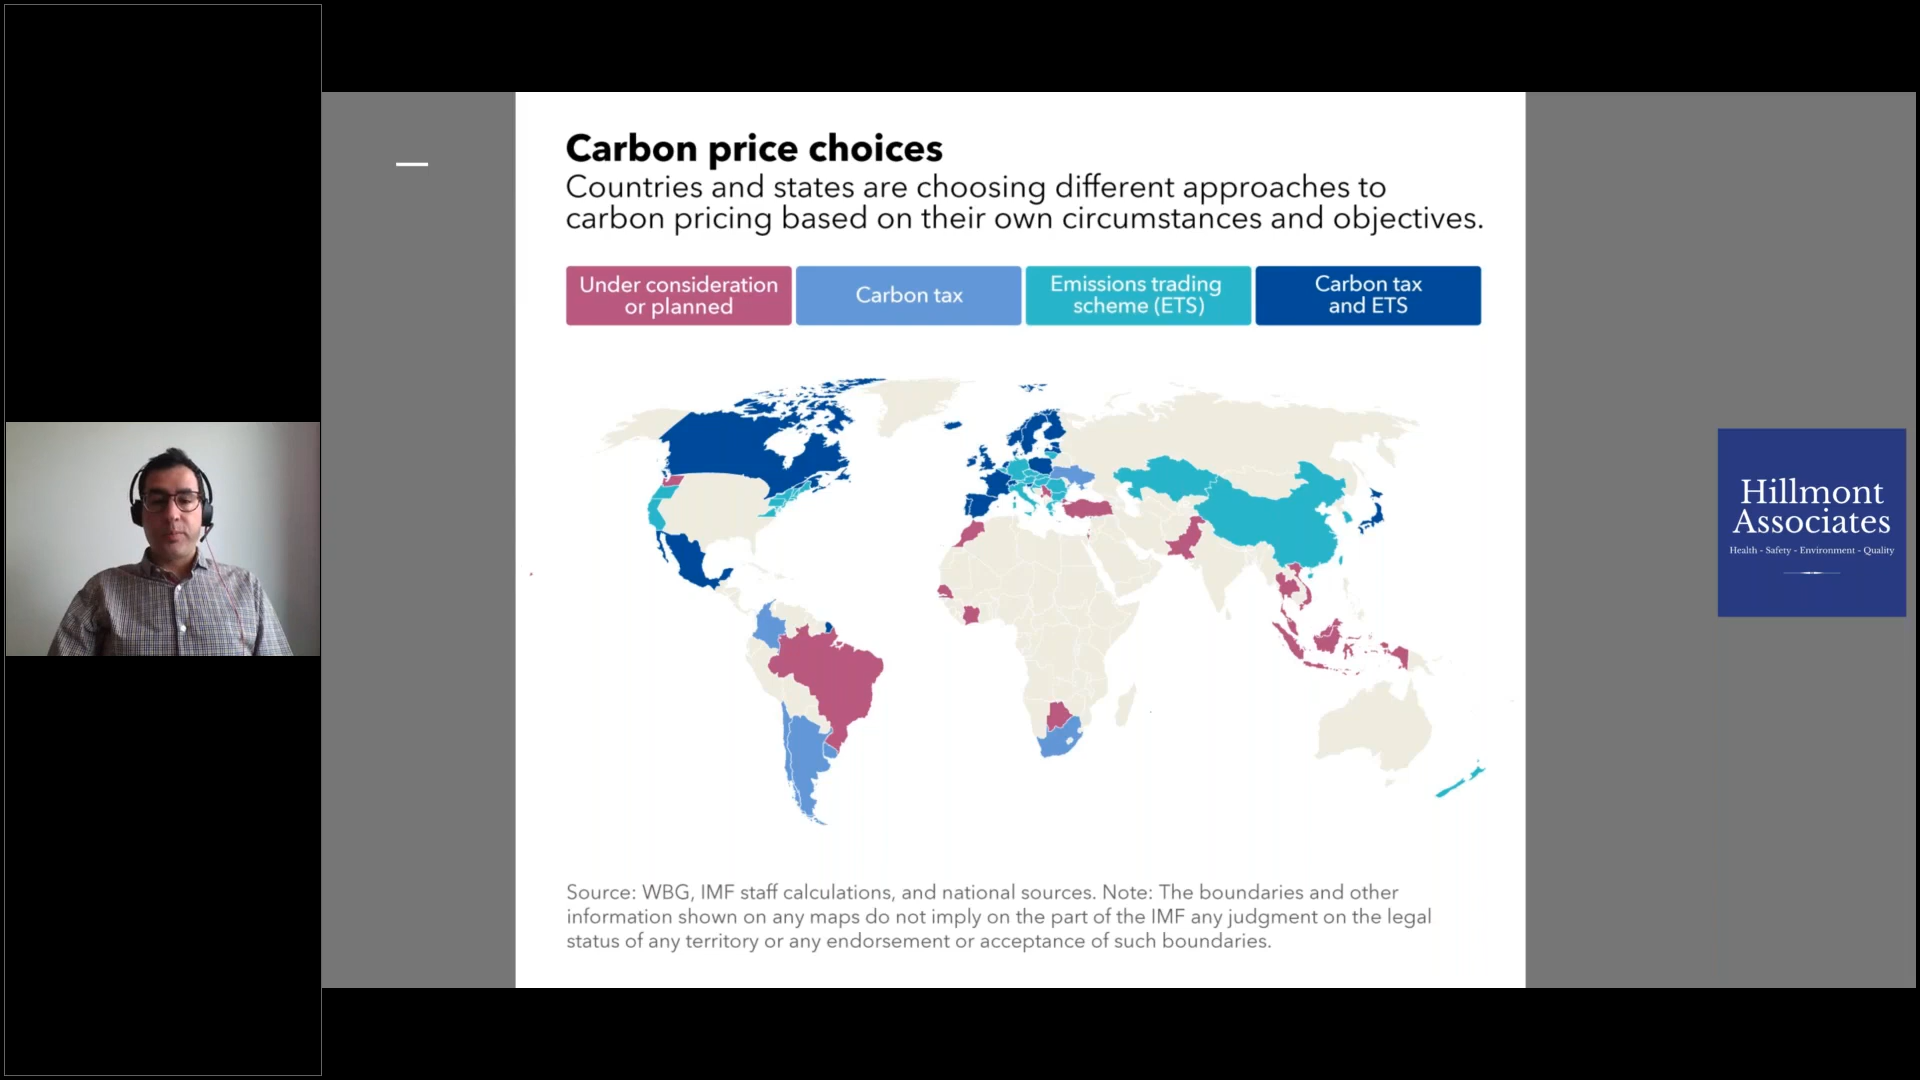 Carbon price choices
Countries and states are choosing different approaches to
carbon pricing based on their own circumstances and objectives.
Under consideration
or planned
Carbon tax
Emissions trading
scheme (ETS)
Carbon tax
and ETS
Source: WBG, IMF staff calculations, and national sources. Note: The boundaries and other
information shown on any maps do not imply on the part of the IMF any judgment on the legal
status of any territory or any endorsement or acceptance of such boundaries.
Hillmont
Associates
Health - Safety - Environment - Quality